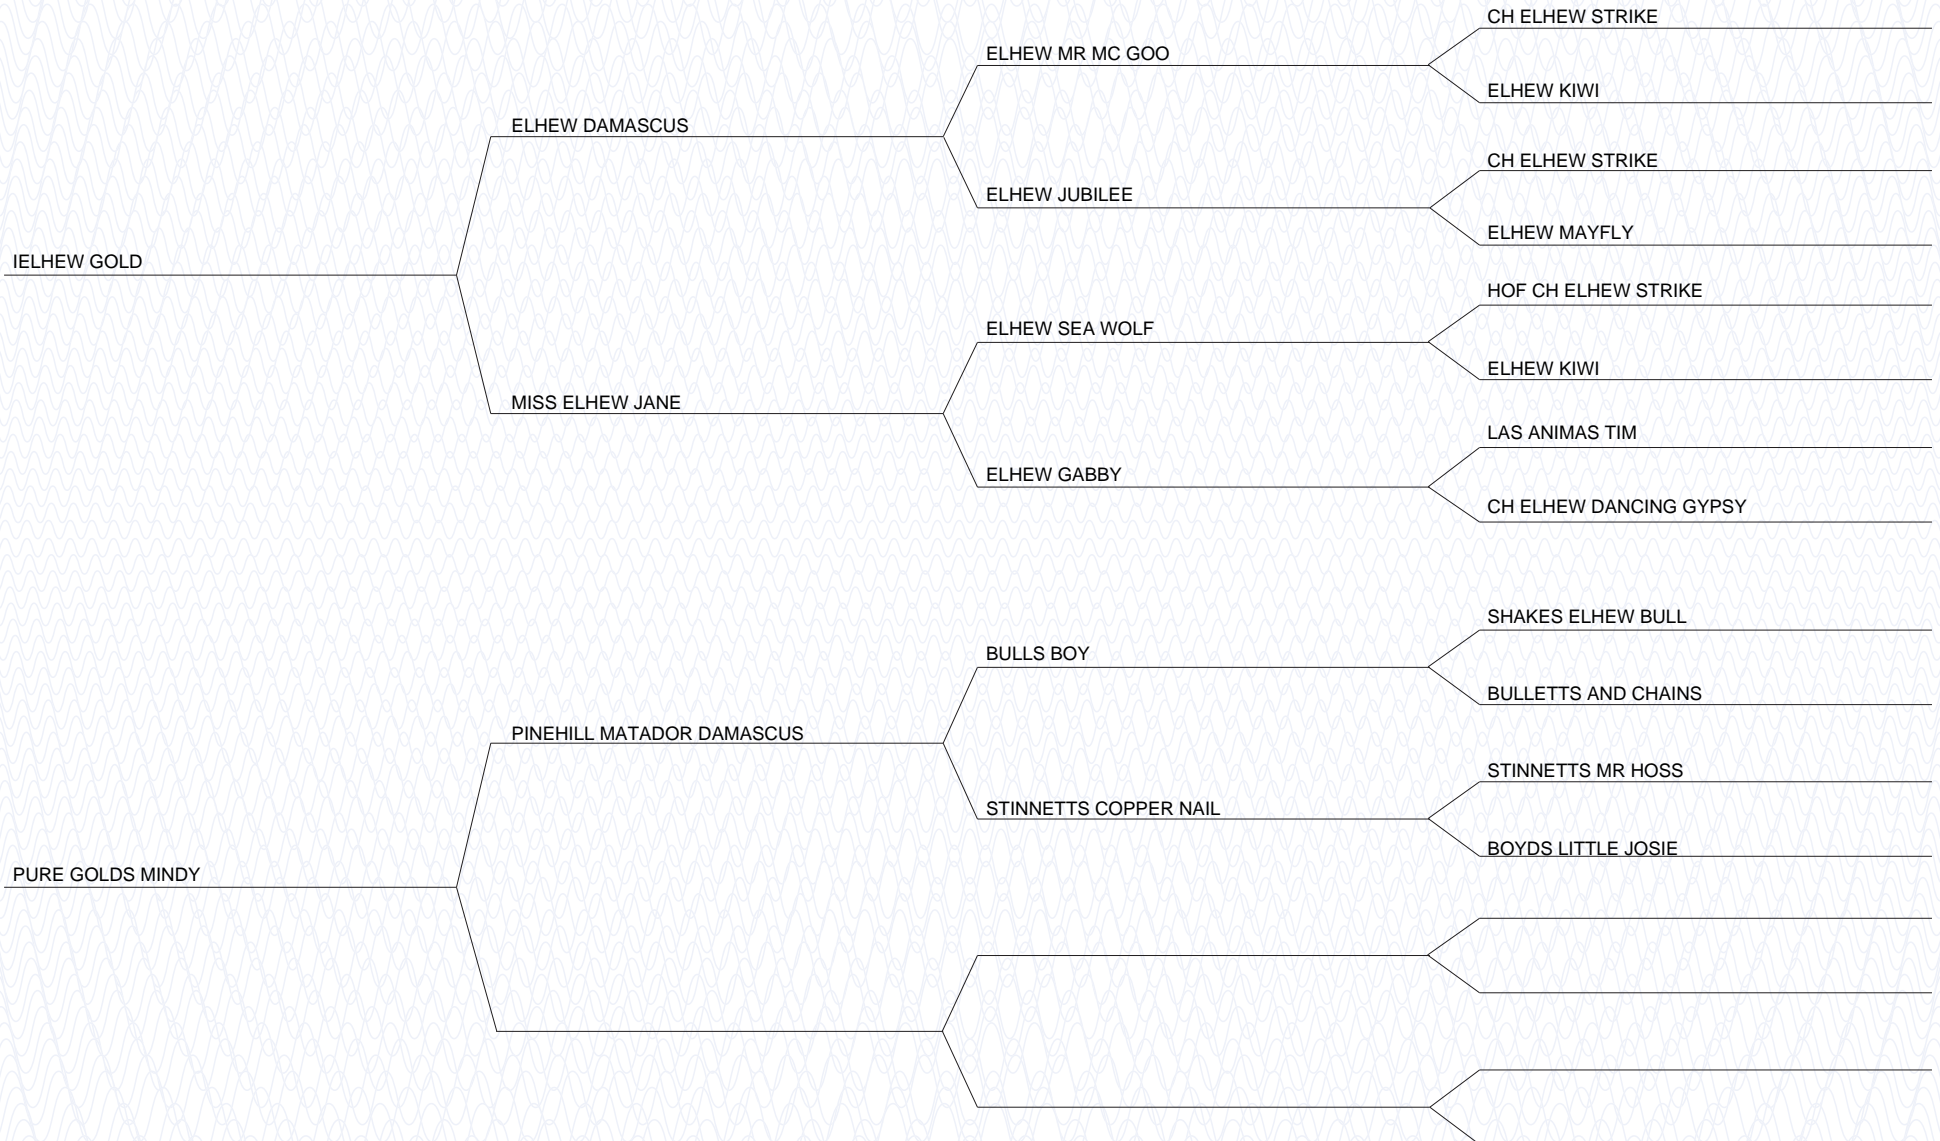 CH ELHEW STRIKE
ELHEW MR MC GOO
ELHEW KIWI
ELHEW DAMASCUS
CH ELHEW STRIKE
ELHEW JUBILEE
ELHEW MAYFLY
IELHEW GOLD
HOF CH ELHEW STRIKE
ELHEW SEA WOLF
ELHEW KIWI
MISS ELHEW JANE
LAS ANIMAS TIM
ELHEW GABBY
CH ELHEW DANCING GYPSY
SHAKES ELHEW BULL
BULLS BOY
BULLETTS AND CHAINS
PINEHILL MATADOR DAMASCUS
STINNETTS MR HOSS
STINNETTS COPPER NAIL
BOYDS LITTLE JOSIE
PURE GOLDS MINDY